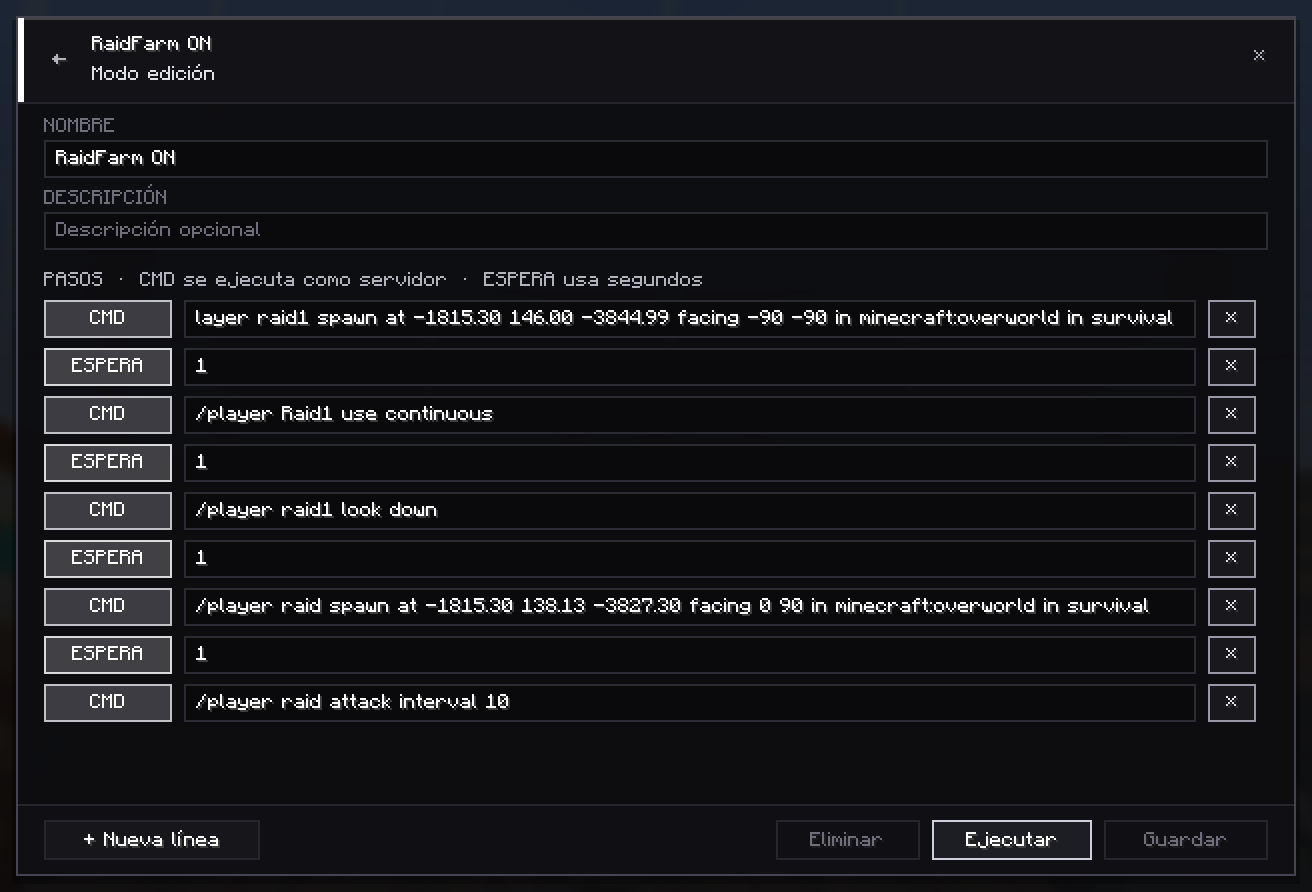 RaidFarm ON
Modo edición
×
NOMBRE
RaidFarm ON
DESCRIPCIÓN
Descripción opcional
PASOS · CMD se ejecuta como servidor · ESPERA usa segundos
CMD layer raid1 spawn at -1815.30 146.00 -3844.99 facing -90 -90 in minecraft:overworld in survival ×
ESPERA 1 ×
CMD /player Raid1 use continuous ×
ESPERA 1 ×
CMD /player raid1 look down ×
ESPERA 1 ×
CMD /player raid spawn at -1815.30 138.13 -3827.30 facing 0 90 in minecraft:overworld in survival ×
ESPERA 1 ×
CMD /player raid attack interval 10 ×
+ Nueva línea Eliminar Ejecutar Guardar